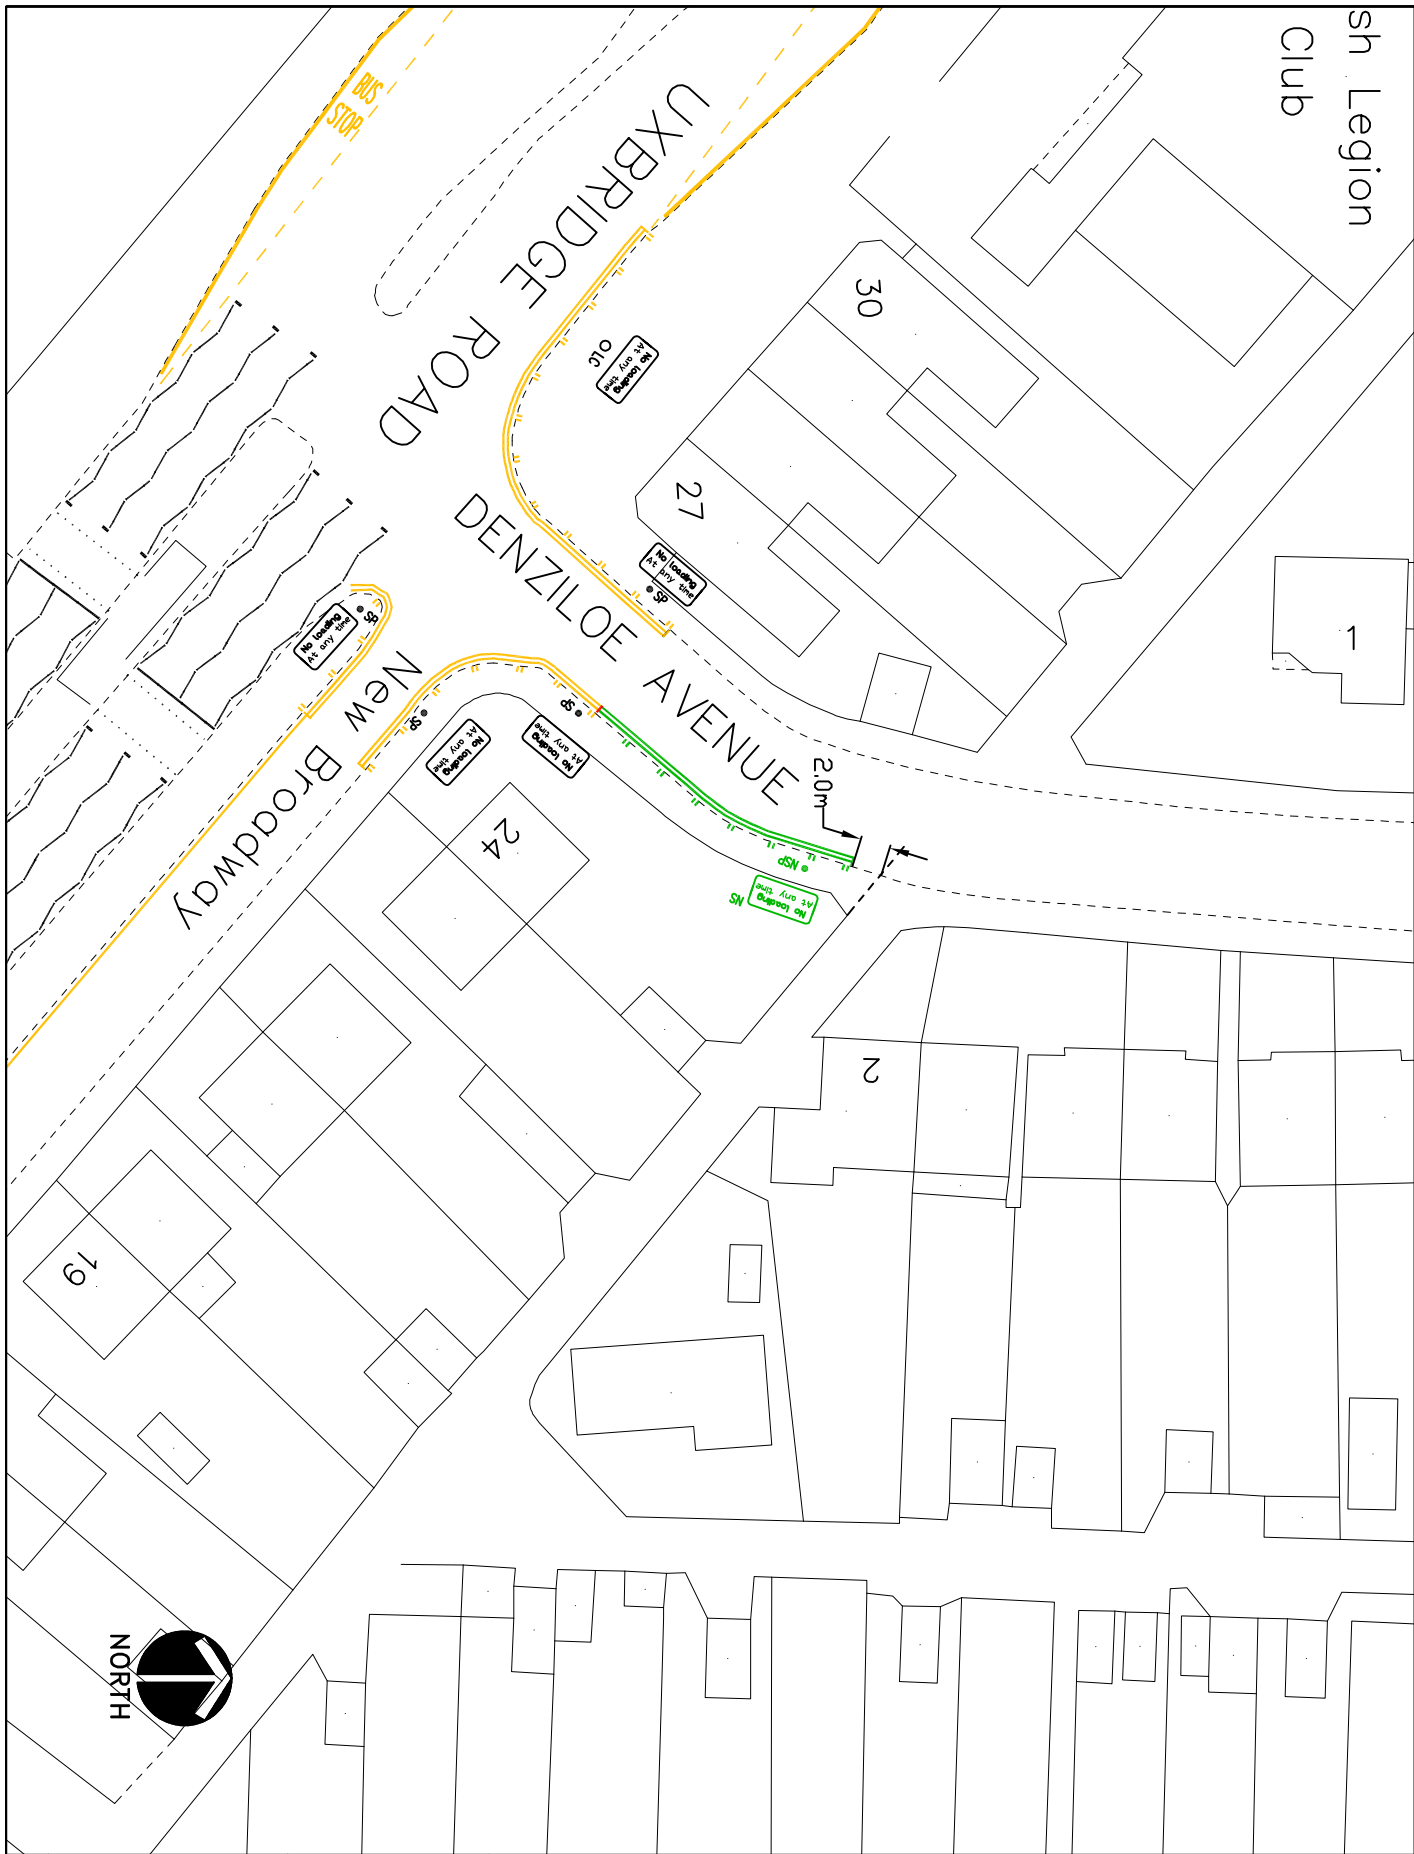 sh Legion
Club
BUS
STOP
UXBRIDGE ROAD
30
No loading
At any time
OLC
27
No loading
At any time
SP
DENZILOE AVENUE
1
SP
No loading
At any time
New Broadway
SP
No loading
At any time
SP
No loading
At any time
2.0m
NSP
No loading
At any time
NS
24
2
19
NORTH